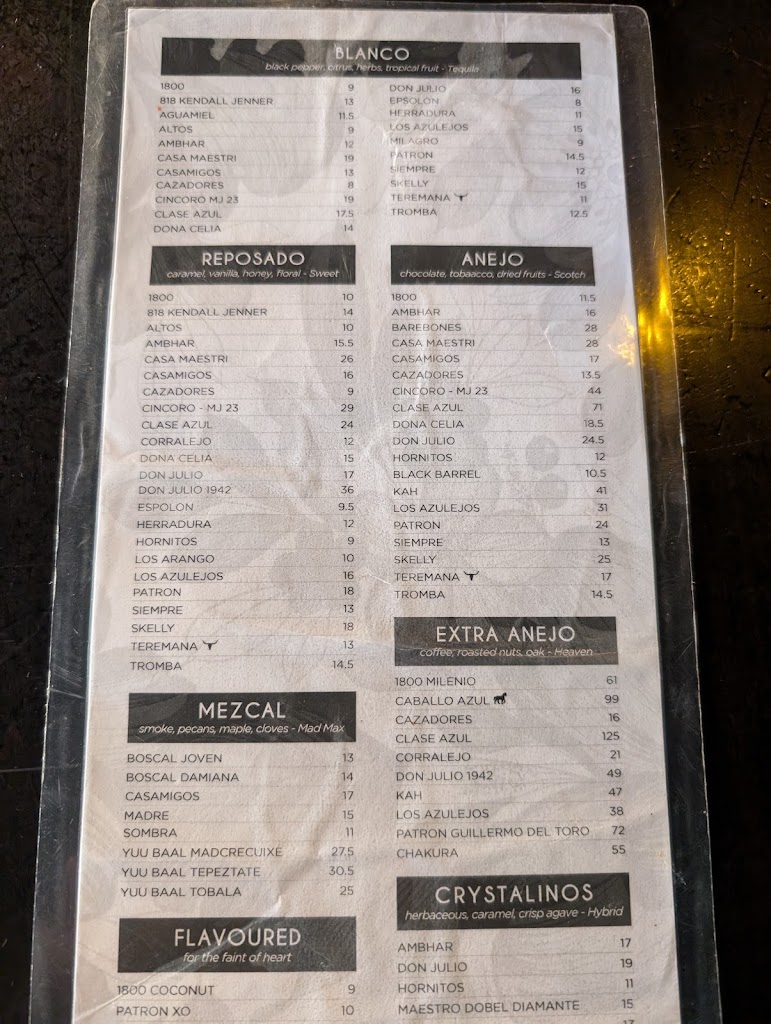 BLANCO
black pepper, citrus, herbs, tropical fruit - Tequila
1800 9
818 KENDALL JENNER 13
AGUAMIEL 11.5
ALTOS 9
AMBHAR 12
CASA MAESTRI 19
CASAMIGOS 13
CAZADORES 8
CINCORO MJ 23 19
CLASE AZUL 17.5
DONA CELIA 14
DON JULIO 16
EPSOLON 8
HERRADURA 11
LOS AZULEJOS 15
MILAGRO 9
PATRON 14.5
SIEMPRE 12
SKELLY 15
TEREMANA 11
TROMBA 12.5
REPOSADO
caramel, vanilla, honey, floral - Sweet
1800 10
818 KENDALL JENNER 14
ALTOS 10
AMBHAR 15.5
CASA MAESTRI 26
CASAMIGOS 16
CAZADORES 9
CINCORO - MJ 23 29
CLASE AZUL 24
CORRALEJO 12
DONA CELIA 15
DON JULIO 17
DON JULIO 1942 36
ESPOLON 9.5
HERRADURA 12
HORNITOS 9
LOS ARANGO 10
LOS AZULEJOS 16
PATRON 18
SIEMPRE 13
SKELLY 18
TEREMANA 13
TROMBA 14.5
MEZCAL
smoke, pecans, maple, cloves - Mad Max
BOSCAL JOVEN 13
BOSCAL DAMIANA 14
CASAMIGOS 17
MADRE 15
SOMBRA 11
YUU BAAL MADCRECUIXE 27.5
YUU BAAL TEPEZTATE 30.5
YUU BAAL TOBALA 25
FLAVOURED
for the faint of heart
1800 COCONUT 9
PATRON XO 10
ANEJO
chocolate, tobaacco, dried fruits - Scotch
1800 11.5
AMBHAR 16
BAREBONES 28
CASA MAESTRI 28
CASAMIGOS 17
CAZADORES 13.5
CINCORO - MJ 23 44
CLASE AZUL 71
DONA CELIA 18.5
DON JULIO 24.5
HORNITOS 12
BLACK BARREL 10.5
KAH 41
LOS AZULEJOS 31
PATRON 24
SIEMPRE 13
SKELLY 25
TEREMANA 17
TROMBA 14.5
EXTRA ANEJO
coffee, roasted nuts, oak - Heaven
1800 MILENIO 61
CABALLO AZUL 99
CAZADORES 16
CLASE AZUL 125
CORRALEJO 21
DON JULIO 1942 49
KAH 47
LOS AZULEJOS 38
PATRON GUILLERMO DEL TORO 72
CHAKURA 55
CRYSTALINOS
herbaceous, caramel, crisp agave - Hybrid
AMBHAR 17
DON JULIO 19
HORNITOS 11
MAESTRO DOBEL DIAMANTE 15